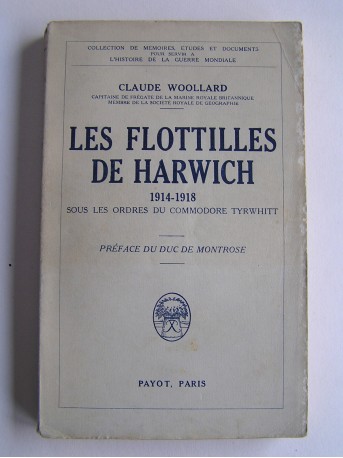 COLLECTION DE MÉMOIRES, ÉTUDES ET DOCUMENTS
POUR SERVIR A
L'HISTOIRE DE LA GUERRE MONDIALE
CLAUDE WOOLLARD
CAPITAINE DE FRÉGATE DE LA MARINE ROYALE BRITANNIQUE
MEMBRE DE LA SOCIÉTÉ ROYALE DE GÉOGRAPHIE
LES FLOTTILLES
DE HARWICH
1914-1918
SOUS LES ORDRES DU COMMODORE TYRWHITT
PRÉFACE DU DUC DE MONTROSE
PAYOT, PARIS